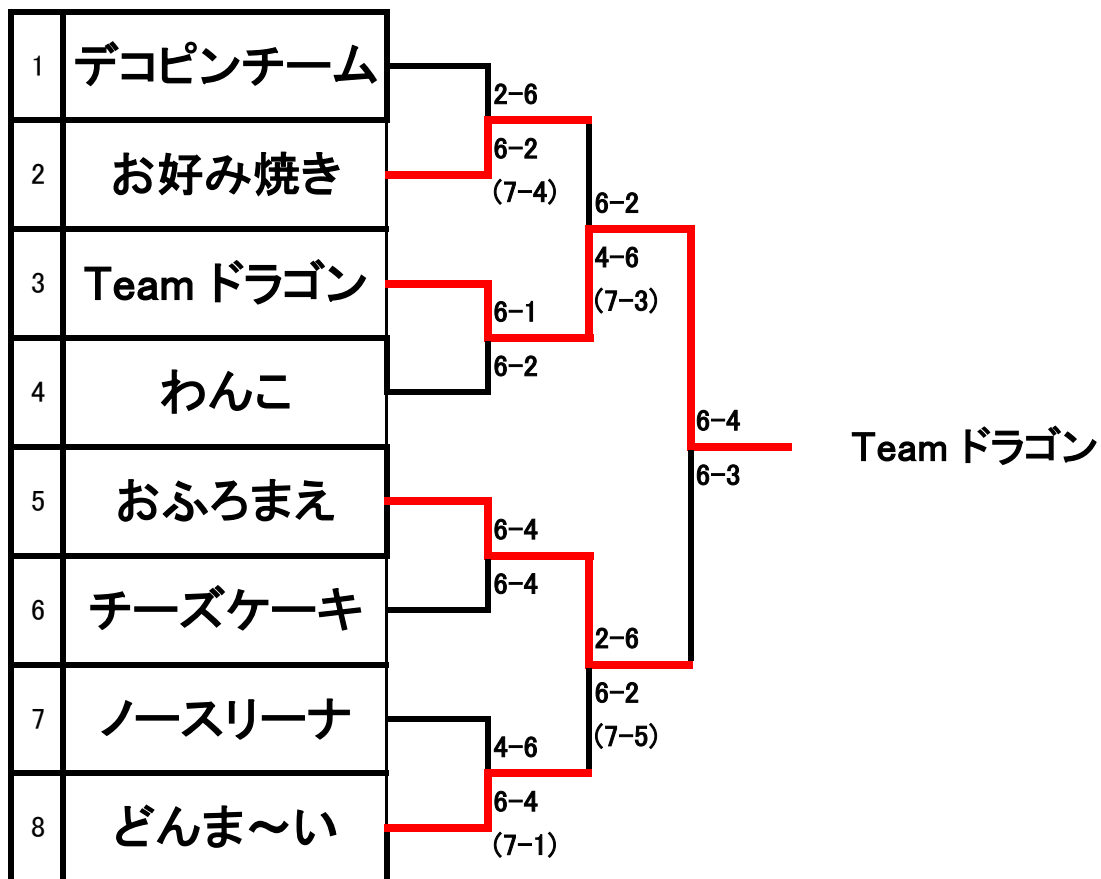 1 デコピンチーム
2-6
2 お好み焼き
6-2
(7-4)
6-2
3 Team ドラゴン
4-6
(7-3)
6-1
4 わんこ
6-2
6-4
Team ドラゴン
6-3
5 おふろまえ
6-4
6 チーズケーキ
6-4
2-6
7 ノースリーナ
6-2
(7-5)
4-6
8 どんま～い
6-4
(7-1)